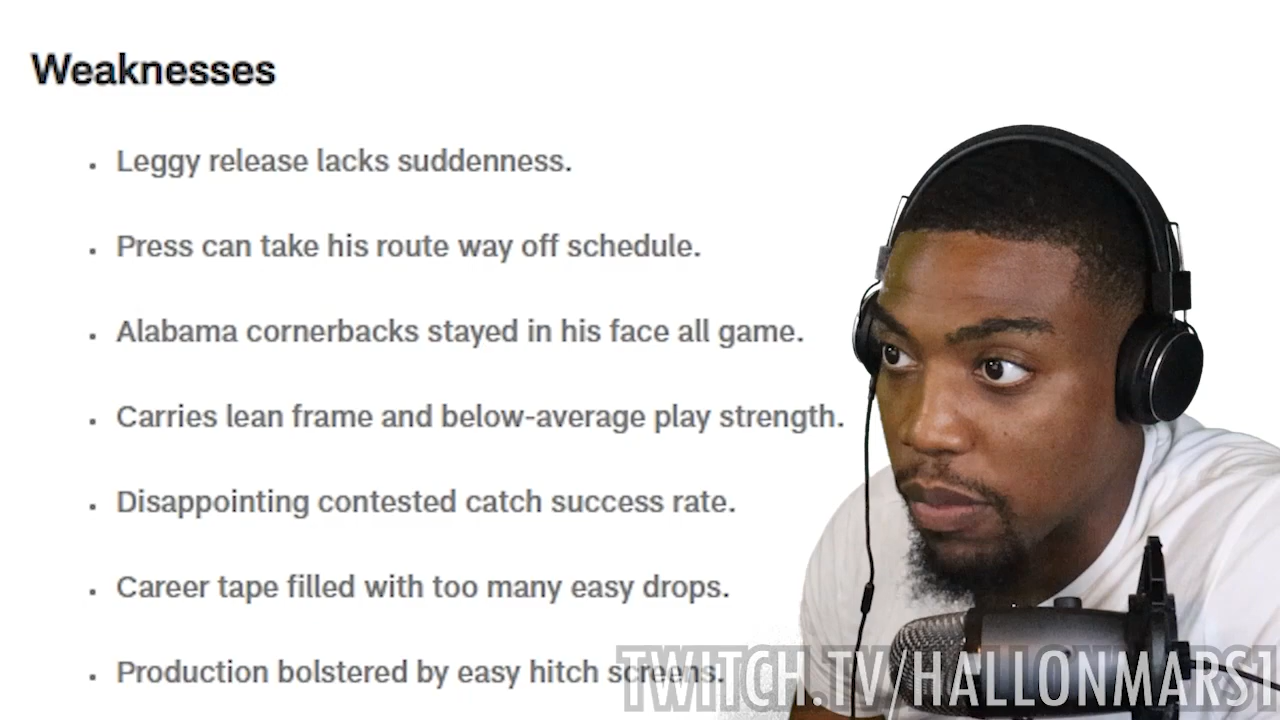 Weaknesses
• Leggy release lacks suddenness.
• Press can take his route way off schedule.
• Alabama cornerbacks stayed in his face all game.
• Carries lean frame and below-average play strength.
• Disappointing contested catch success rate.
• Career tape filled with too many easy drops.
• Production bolstered by easy hitch screens.
TWITCH.TV/HALLONMARS1